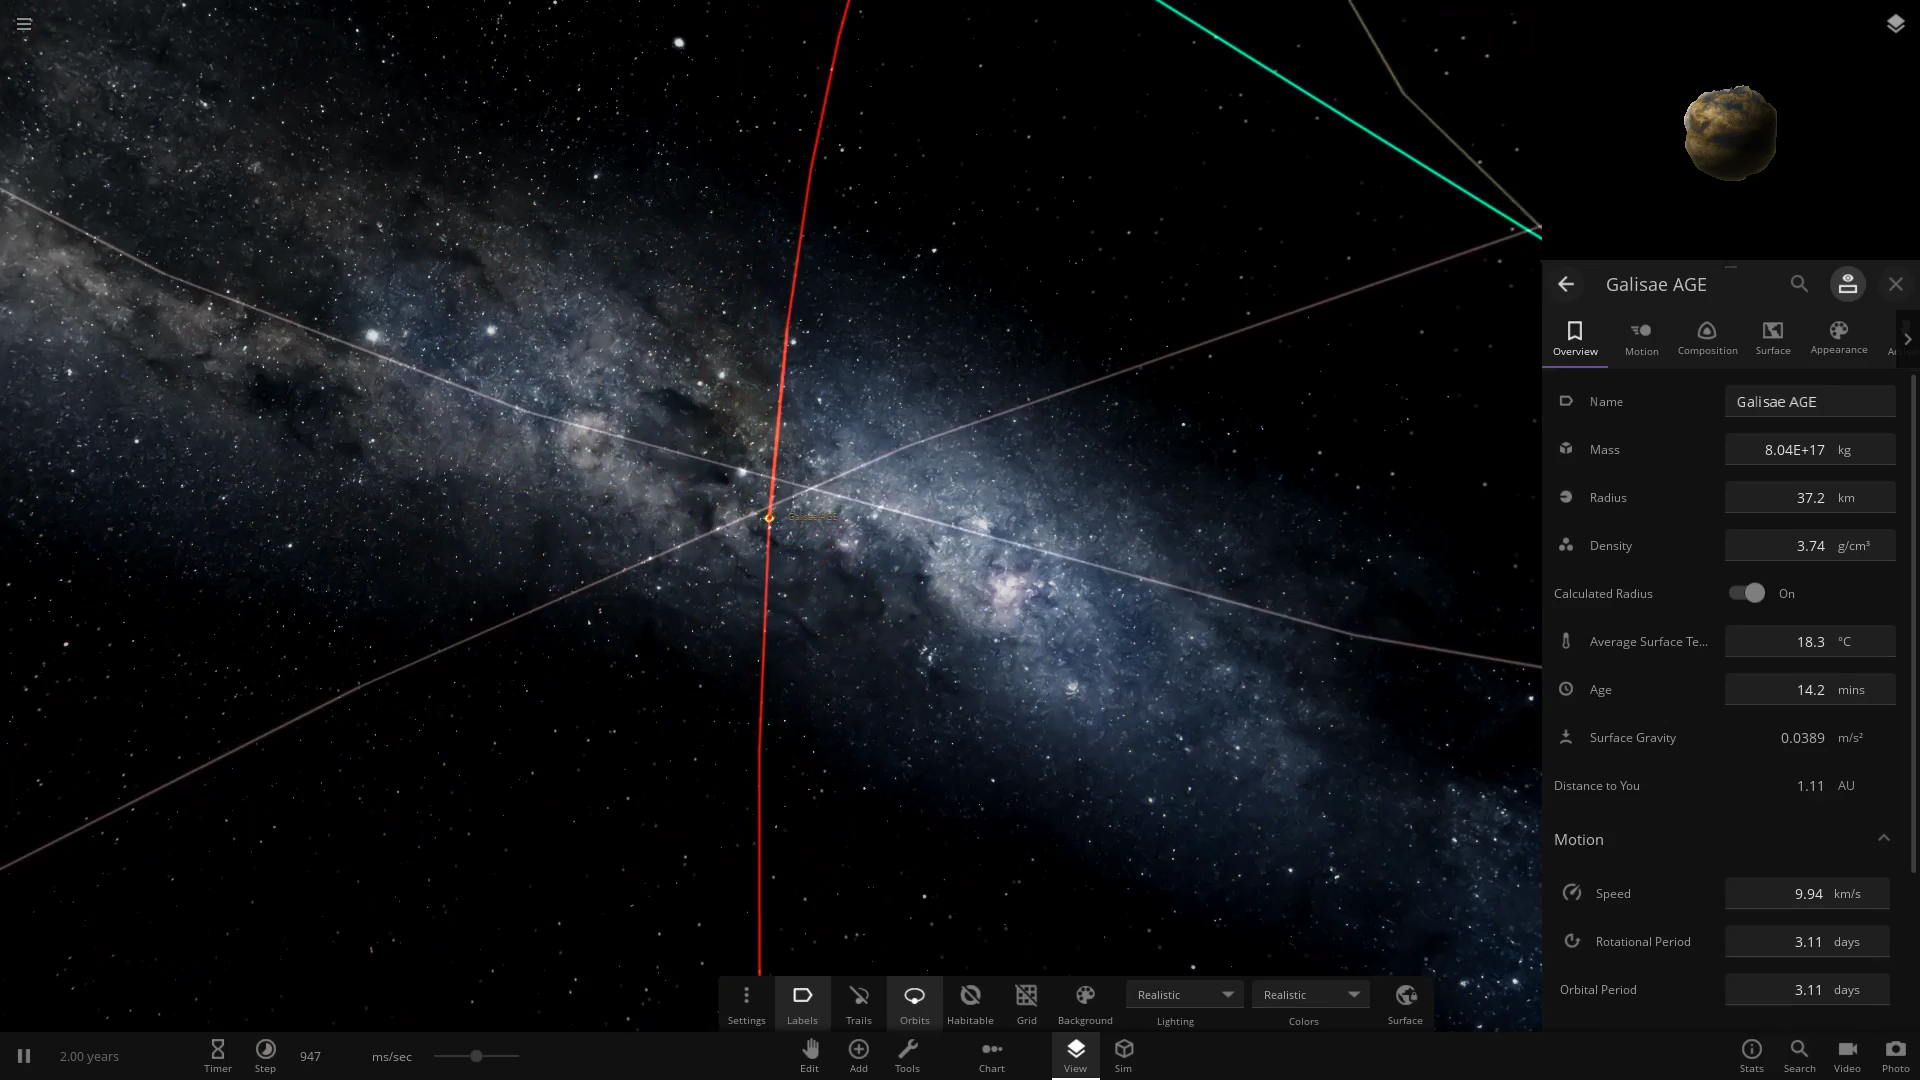 Galisae AGE
Overview
Motion
Composition
Surface
Appearance
Name
Galisae AGE
Mass
8.04E+17 kg
Radius
37.2 km
Density
3.74 g/cm³
Calculated Radius
On
Average Surface Te...
18.3 °C
Age
14.2 mins
Surface Gravity
0.0389 m/s²
Distance to You
1.11 AU
Motion
Speed
9.94 km/s
Rotational Period
3.11 days
Orbital Period
3.11 days
Galisae AGE
Settings
Labels
Trails
Orbits
Habitable
Grid
Background
Realistic
Lighting
Realistic
Colors
Surface
2.00 years
Timer
Step
947 ms/sec
Edit
Add
Tools
Chart
View
Sim
Stats
Search
Video
Photo